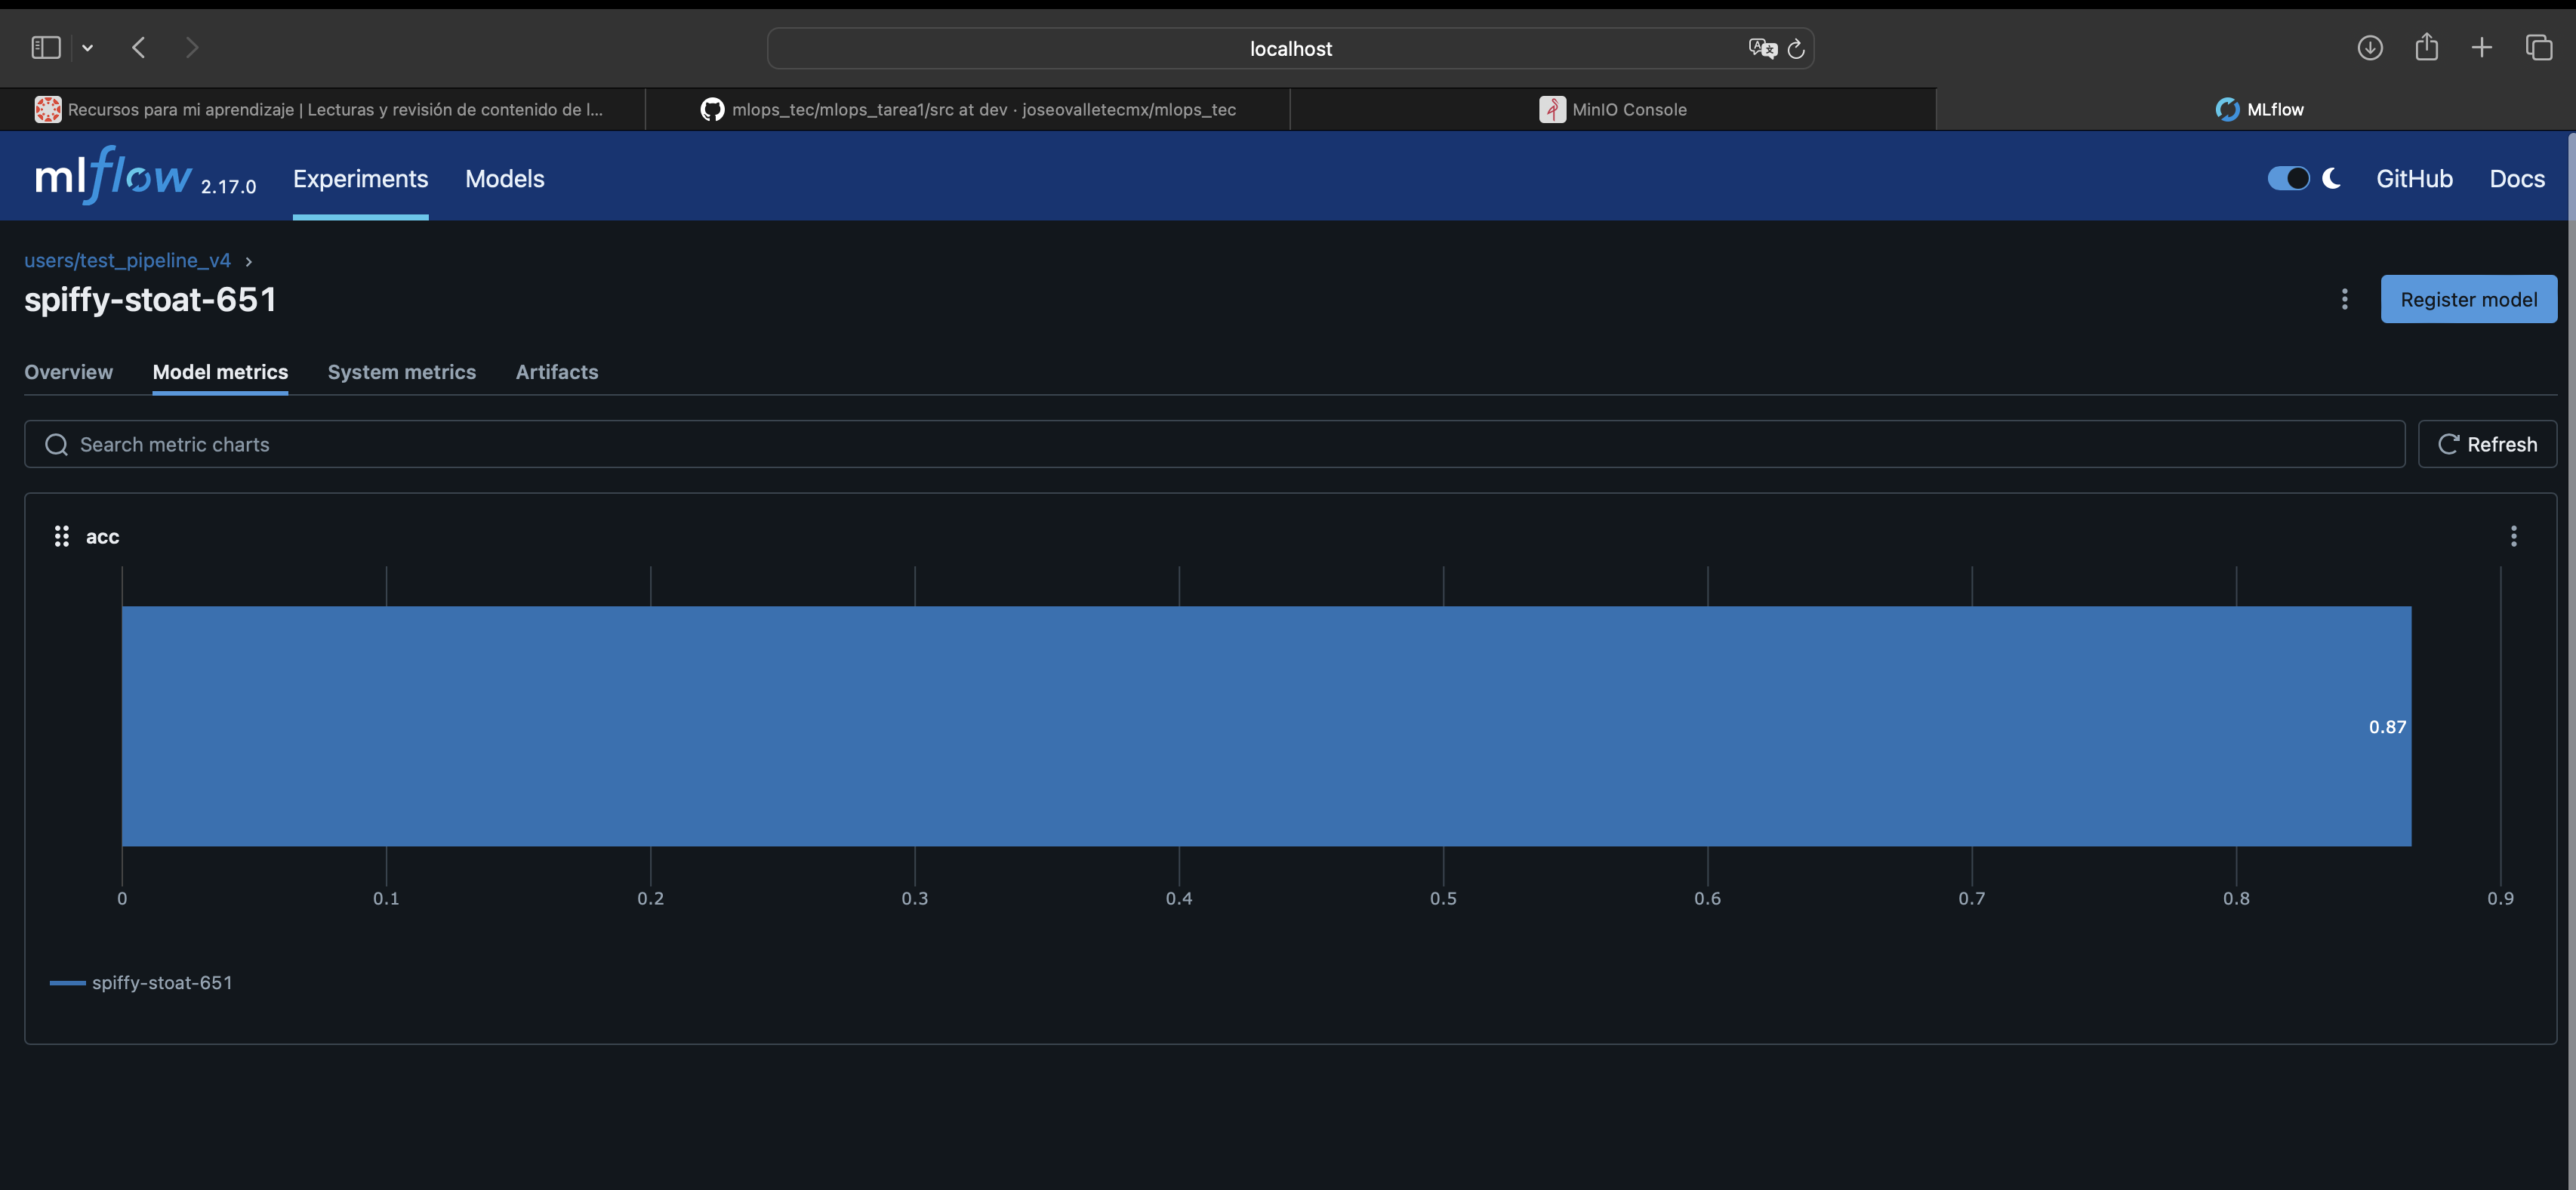 localhost
Recursos para mi aprendizaje | Lecturas y revisión de contenido de l...
mlops_tec/mlops_tarea1/src at dev · joseovalletecmx/mlops_tec
MinIO Console
MLflow
mlflow 2.17.0 Experiments Models GitHub Docs
users/test_pipeline_v4 ›
spiffy-stoat-651
Register model
Overview Model metrics System metrics Artifacts
Search metric charts
Refresh
acc
0.87
0 0.1 0.2 0.3 0.4 0.5 0.6 0.7 0.8 0.9
spiffy-stoat-651